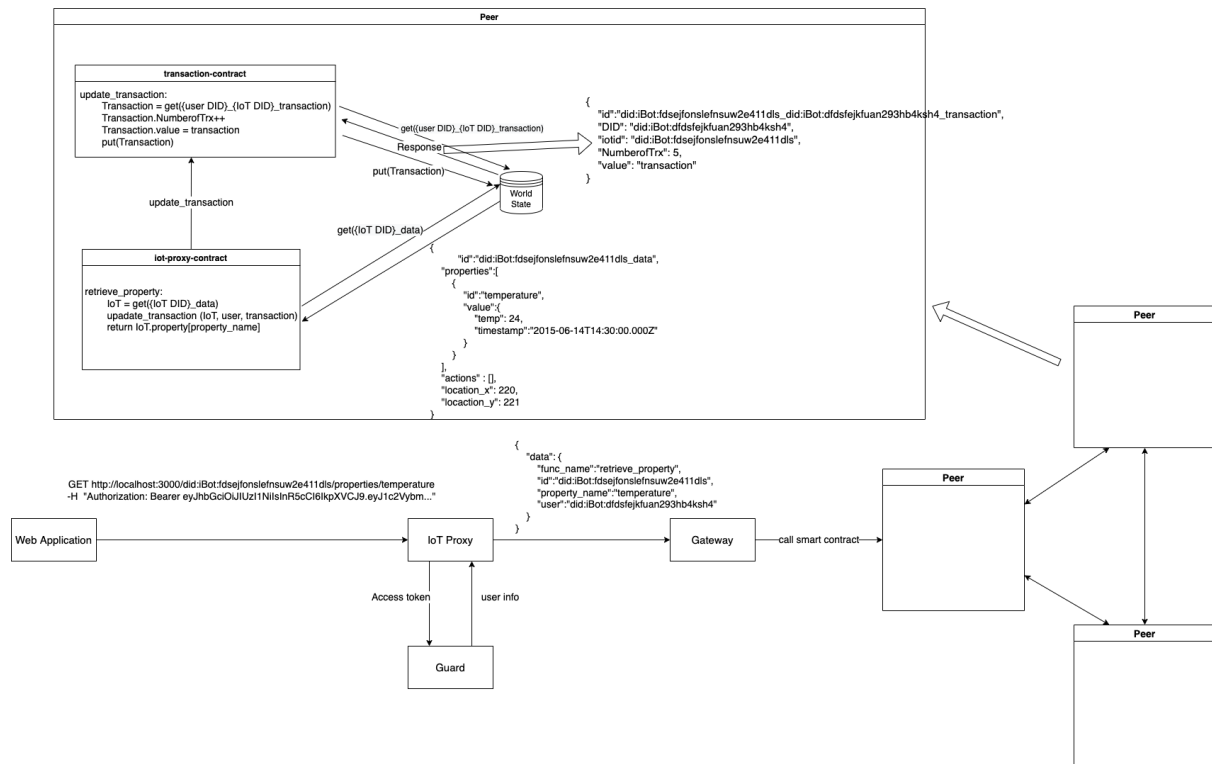 Peer
transaction-contract
update_transaction:
Transaction = get({user DID}_{IoT DID}_transaction)
Transaction.NumberofTrx++
Transaction.value = transaction
put(Transaction)
get({user DID}_{IoT DID}_transaction)
Response
put(Transaction)
World
State
{
"id":"did:iBot:fdsejfonslefnsuw2e411dls_did:iBot:dfdsfejkfuan293hb4ksh4_transaction",
"DID": "did:iBot:dfdsfejkfuan293hb4ksh4",
"iotid": "did:iBot:fdsejfonslefnsuw2e411dls",
"NumberofTrx": 5,
"value": "transaction"
}
update_transaction
get({IoT DID}_data)
iot-proxy-contract
retrieve_property:
IoT = get({IoT DID}_data)
upadate_transaction (IoT, user, transaction)
return IoT.property[property_name]
{
"id":"did:iBot:fdsejfonslefnsuw2e411dls_data",
"properties":[
{
"id":"temperature",
"value":{
"temp": 24,
"timestamp":"2015-06-14T14:30:00.000Z"
}
}
],
"actions" : [],
"location_x": 220,
"locaction_y": 221
}
Peer
GET http://localhost:3000/did:iBot:fdsejfonslefnsuw2e411dls/properties/temperature
-H "Authorization: Bearer eyJhbGciOiJIUzI1NiIsInR5cCI6IkpXVCJ9.eyJ1c2Vybm..."
{
"data": {
"func_name":"retrieve_property",
"id":"did:iBot:fdsejfonslefnsuw2e411dls",
"property_name":"temperature",
"user":"did:iBot:dfdsfejkfuan293hb4ksh4"
}
}
Peer
Web Application
IoT Proxy
Gateway
call smart contract
Access token
user info
Guard
Peer